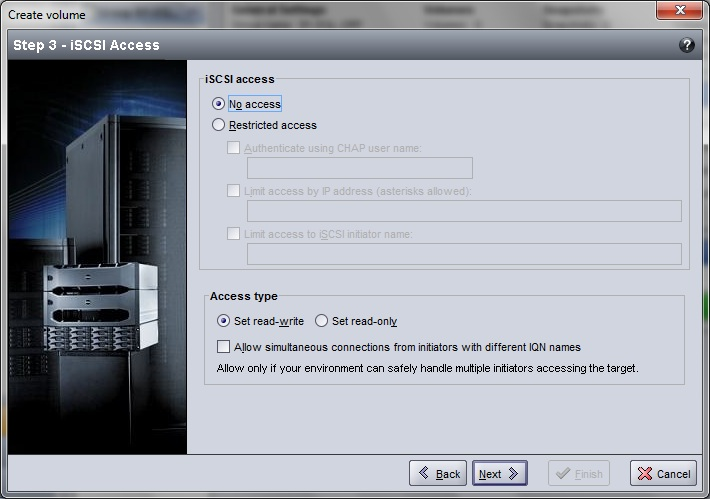 Create volume
Step 3 - iSCSI Access
?
iSCSI access
No access
Restricted access
Authenticate using CHAP user name:
Limit access by IP address (asterisks allowed):
Limit access to iSCSI initiator name:
Access type
Set read-write Set read-only
Allow simultaneous connections from initiators with different IQN names
Allow only if your environment can safely handle multiple initiators accessing the target.
Back Next Finish Cancel